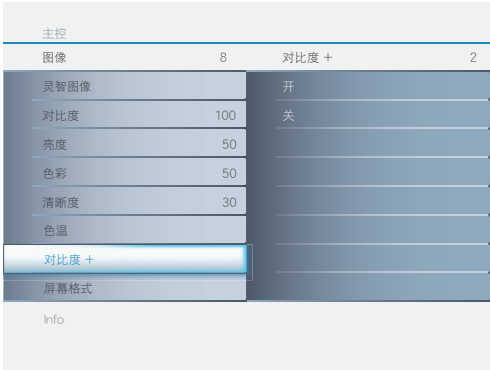 主控
图像 8 对比度 + 2
灵智图像 开
对比度 100 关
亮度 50
色彩 50
清晰度 30
色温
对比度 +
屏幕格式
Info